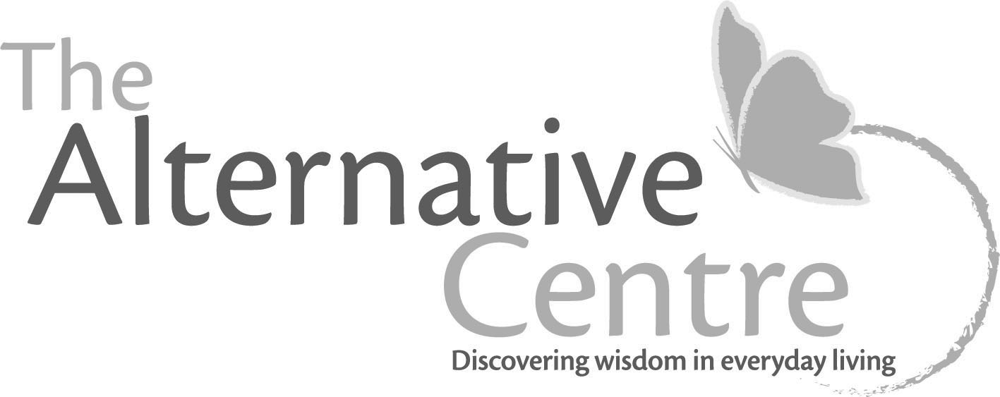 The
Alternative
Centre
Discovering wisdom in everyday living